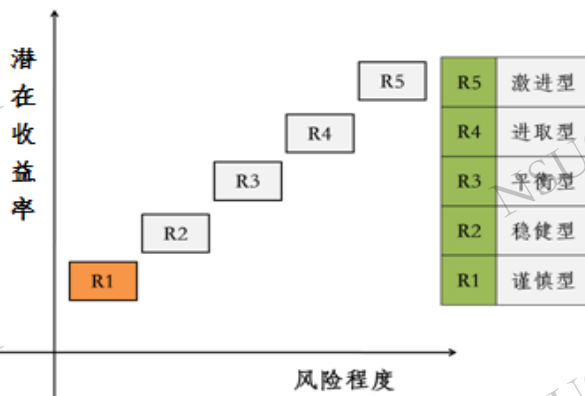 潜
在
收
益
率
R5
R4
R3
R2
R1
风险程度
R5 激进型
R4 进取型
R3 平衡型
R2 稳健型
R1 谨慎型
NSU